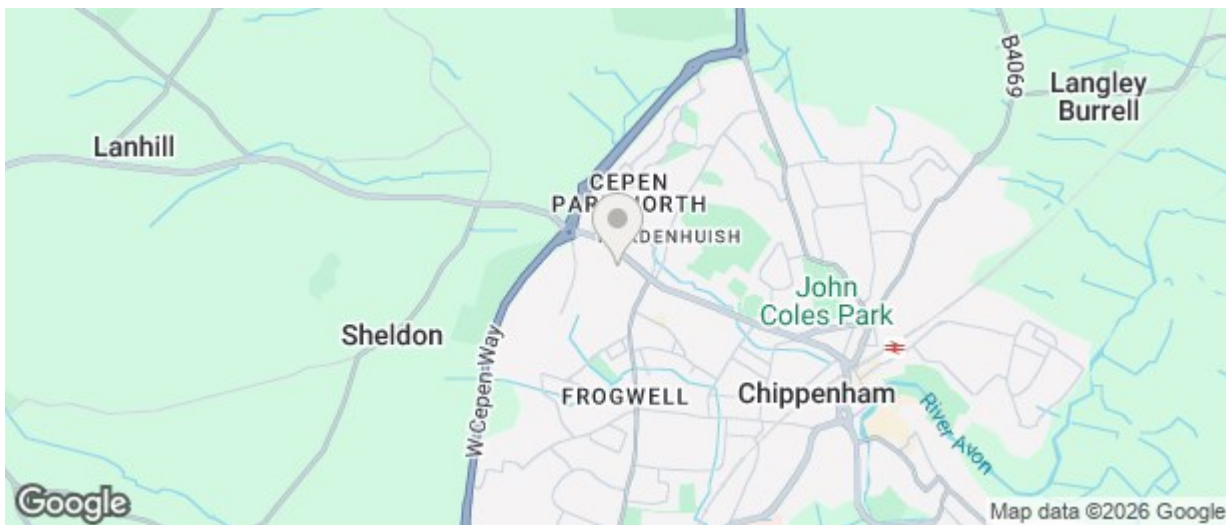 B4069
Langley
Burrell
Lanhill
CEPEN
PARK NORTH
HARDENHUISH
John
Coles Park
Sheldon
W Cepen Way
FROGWELL
Chippenham
River Avon
Google
Map data ©2026 Google